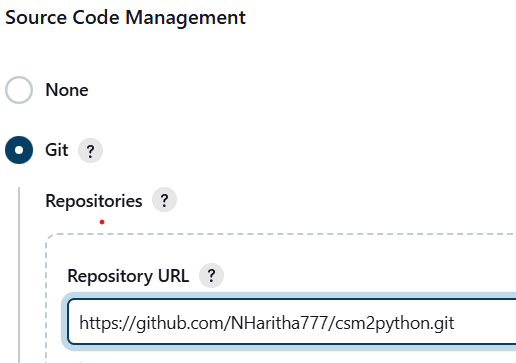 Source Code Management
None
Git ?
Repositories ?
Repository URL ?
https://github.com/NHaritha777/csm2python.git